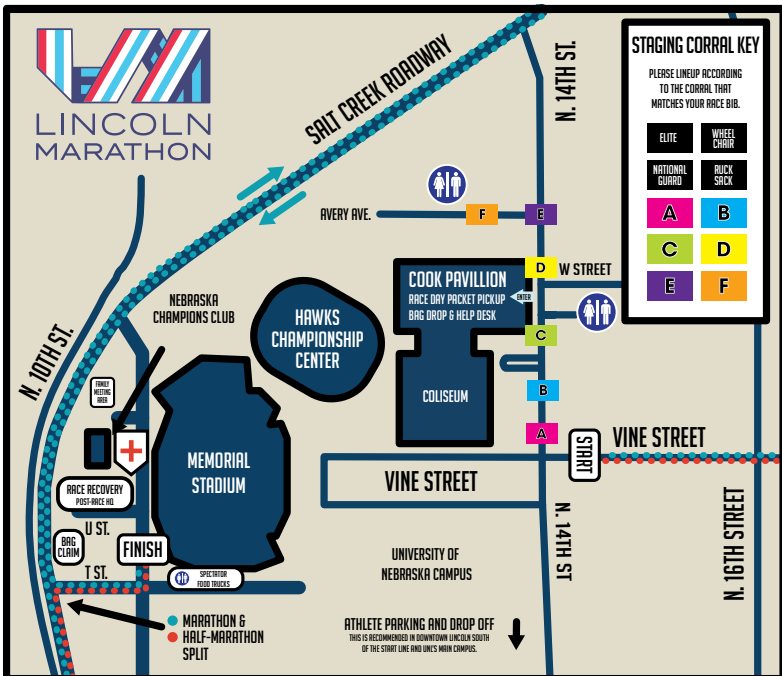 LINCOLN
MARATHON
SALT CREEK ROADWAY
N. 14TH ST.
STAGING CORRAL KEY
PLEASE LINEUP ACCORDING
TO THE CORRAL THAT
MATCHES YOUR RACE BIB.
ELITE
WHEEL
CHAIR
NATIONAL
GUARD
RUCK
SACK
A
B
C
D
E
F
AVERY AVE.
F
E
D
W STREET
COOK PAVILLION
RACE DAY PACKET PICKUP
BAG DROP & HELP DESK
ENTER
C
COLISEUM
B
A
NEBRASKA
CHAMPIONS CLUB
HAWKS
CHAMPIONSHIP
CENTER
N. 10TH ST.
FAMILY
MEETING
AREA
MEMORIAL
STADIUM
RACE RECOVERY
POST-RACE HQ.
U ST.
BAG
CLAIM
FINISH
T ST.
SPECTATOR
FOOD TRUCKS
START
VINE STREET
VINE STREET
N. 14TH ST
N. 16TH STREET
UNIVERSITY OF
NEBRASKA CAMPUS
MARATHON &
HALF-MARATHON
SPLIT
ATHLETE PARKING AND DROP OFF
THIS IS RECOMMENDED IN DOWNTOWN LINCOLN SOUTH
OF THE START LINE AND UNL'S MAIN CAMPUS.